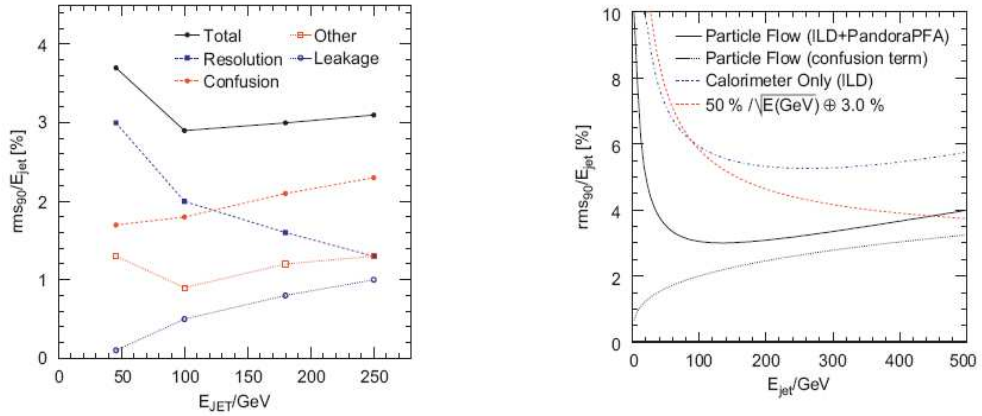 4
3
2
1
0
rms90/Ejet [%]
Total
Resolution
Confusion
Other
Leakage
0 50 100 150 200 250
EJET/GeV
10
8
6
4
2
0
rms90/Ejet [%]
Particle Flow (ILD+PandoraPFA)
Particle Flow (confusion term)
Calorimeter Only (ILD)
50 % /√E(GeV) ⊕ 3.0 %
0 100 200 300 400 500
Ejet/GeV